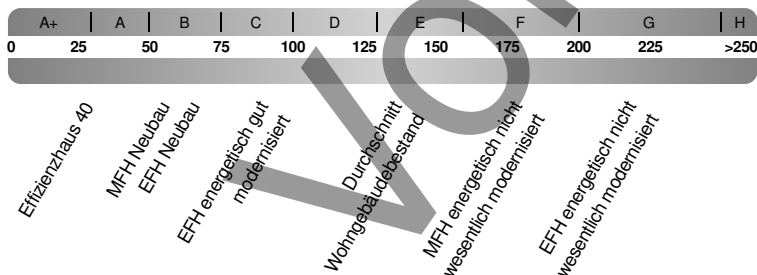 A+ A B C D E F G H
0 25 50 75 100 125 150 175 200 225 >250
Effizienzhaus 40
MFH Neubau
EFH Neubau
EFH energetisch gut
modernisiert
Durchschnitt
Wohngebäudebestand
MFH energetisch nicht
wesentlich modernisiert
EFH energetisch nicht
wesentlich modernisiert